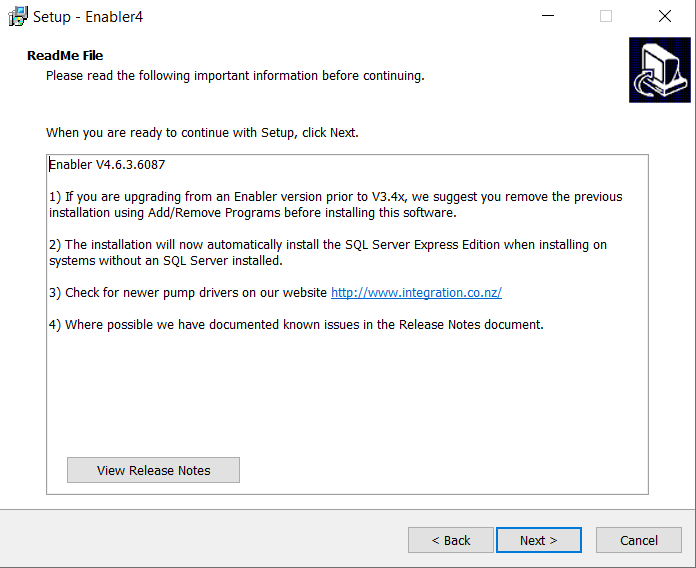 Setup - Enabler4
ReadMe File
Please read the following important information before continuing.
When you are ready to continue with Setup, click Next.
Enabler V4.6.3.6087
1) If you are upgrading from an Enabler version prior to V3.4x, we suggest you remove the previous
installation using Add/Remove Programs before installing this software.
2) The installation will now automatically install the SQL Server Express Edition when installing on
systems without an SQL Server installed.
3) Check for newer pump drivers on our website http://www.integration.co.nz/
4) Where possible we have documented known issues in the Release Notes document.
View Release Notes
< Back
Next >
Cancel